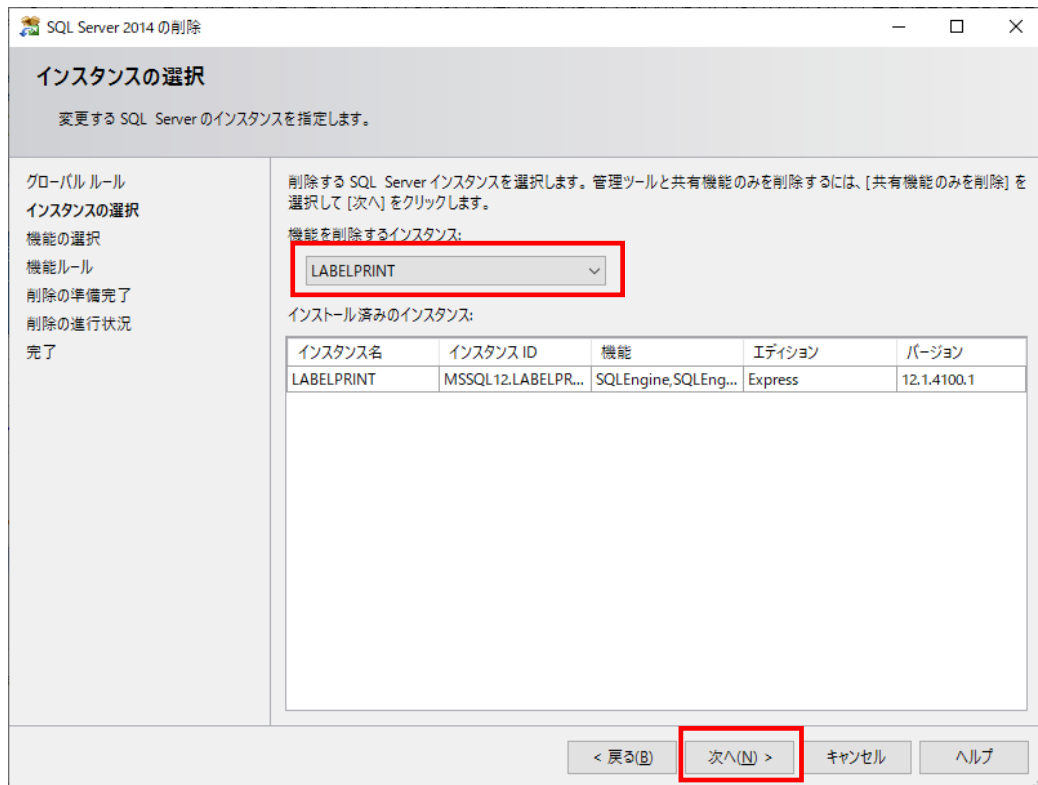 SQL Server 2014 の削除
インスタンスの選択
変更する SQL Server のインスタンスを指定します。
グローバル ルール
インスタンスの選択
機能の選択
機能ルール
削除の準備完了
削除の進行状況
完了
削除する SQL Server インスタンスを選択します。管理ツールと共有機能のみを削除するには、[共有機能のみを削除] を
選択して [次へ] をクリックします。
機能を削除するインスタンス:
LABELPRINT
インストール済みのインスタンス:
インスタンス名 インスタンス ID 機能 エディション バージョン
LABELPRINT MSSQL12.LABELPR... SQLEngine,SQLEng... Express 12.1.4100.1
< 戻る(B) 次へ(N) > キャンセル ヘルプ